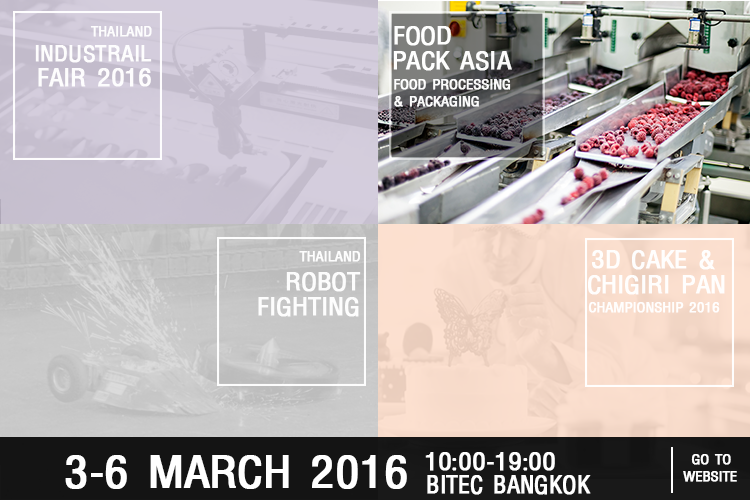 THAILAND
INDUSTRAIL
FAIR 2016
FOOD
PACK ASIA
FOOD PROCESSING
& PACKAGING
THAILAND
ROBOT
FIGHTING
3D CAKE &
CHIGIRI PAN
CHAMPIONSHIP 2016
3-6 MARCH 2016
10:00-19:00
BITEC BANGKOK
GO TO
WEBSITE